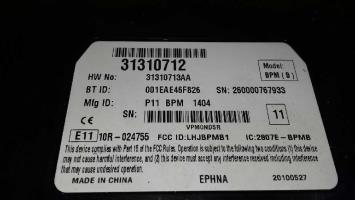 31310712
Model:
BPM ( B )
HW No: 31310713AA
BT ID: 001EAE46F826 SN: 260000767933
Mfg ID: P11 BPM 1404
SN:
11
VPMONDSR
E11 10R-024755 FCC ID: LHJBPMB1 IC: 2807E-BPMB
This device complies with Part 15 of the FCC Rules. Operation is subject to the following two conditions. (1) this
device may not cause harmful interference, and (2) this device must accept any interference received including interference
that may cause undesired operation.
MADE IN CHINA EPHNA 20100527